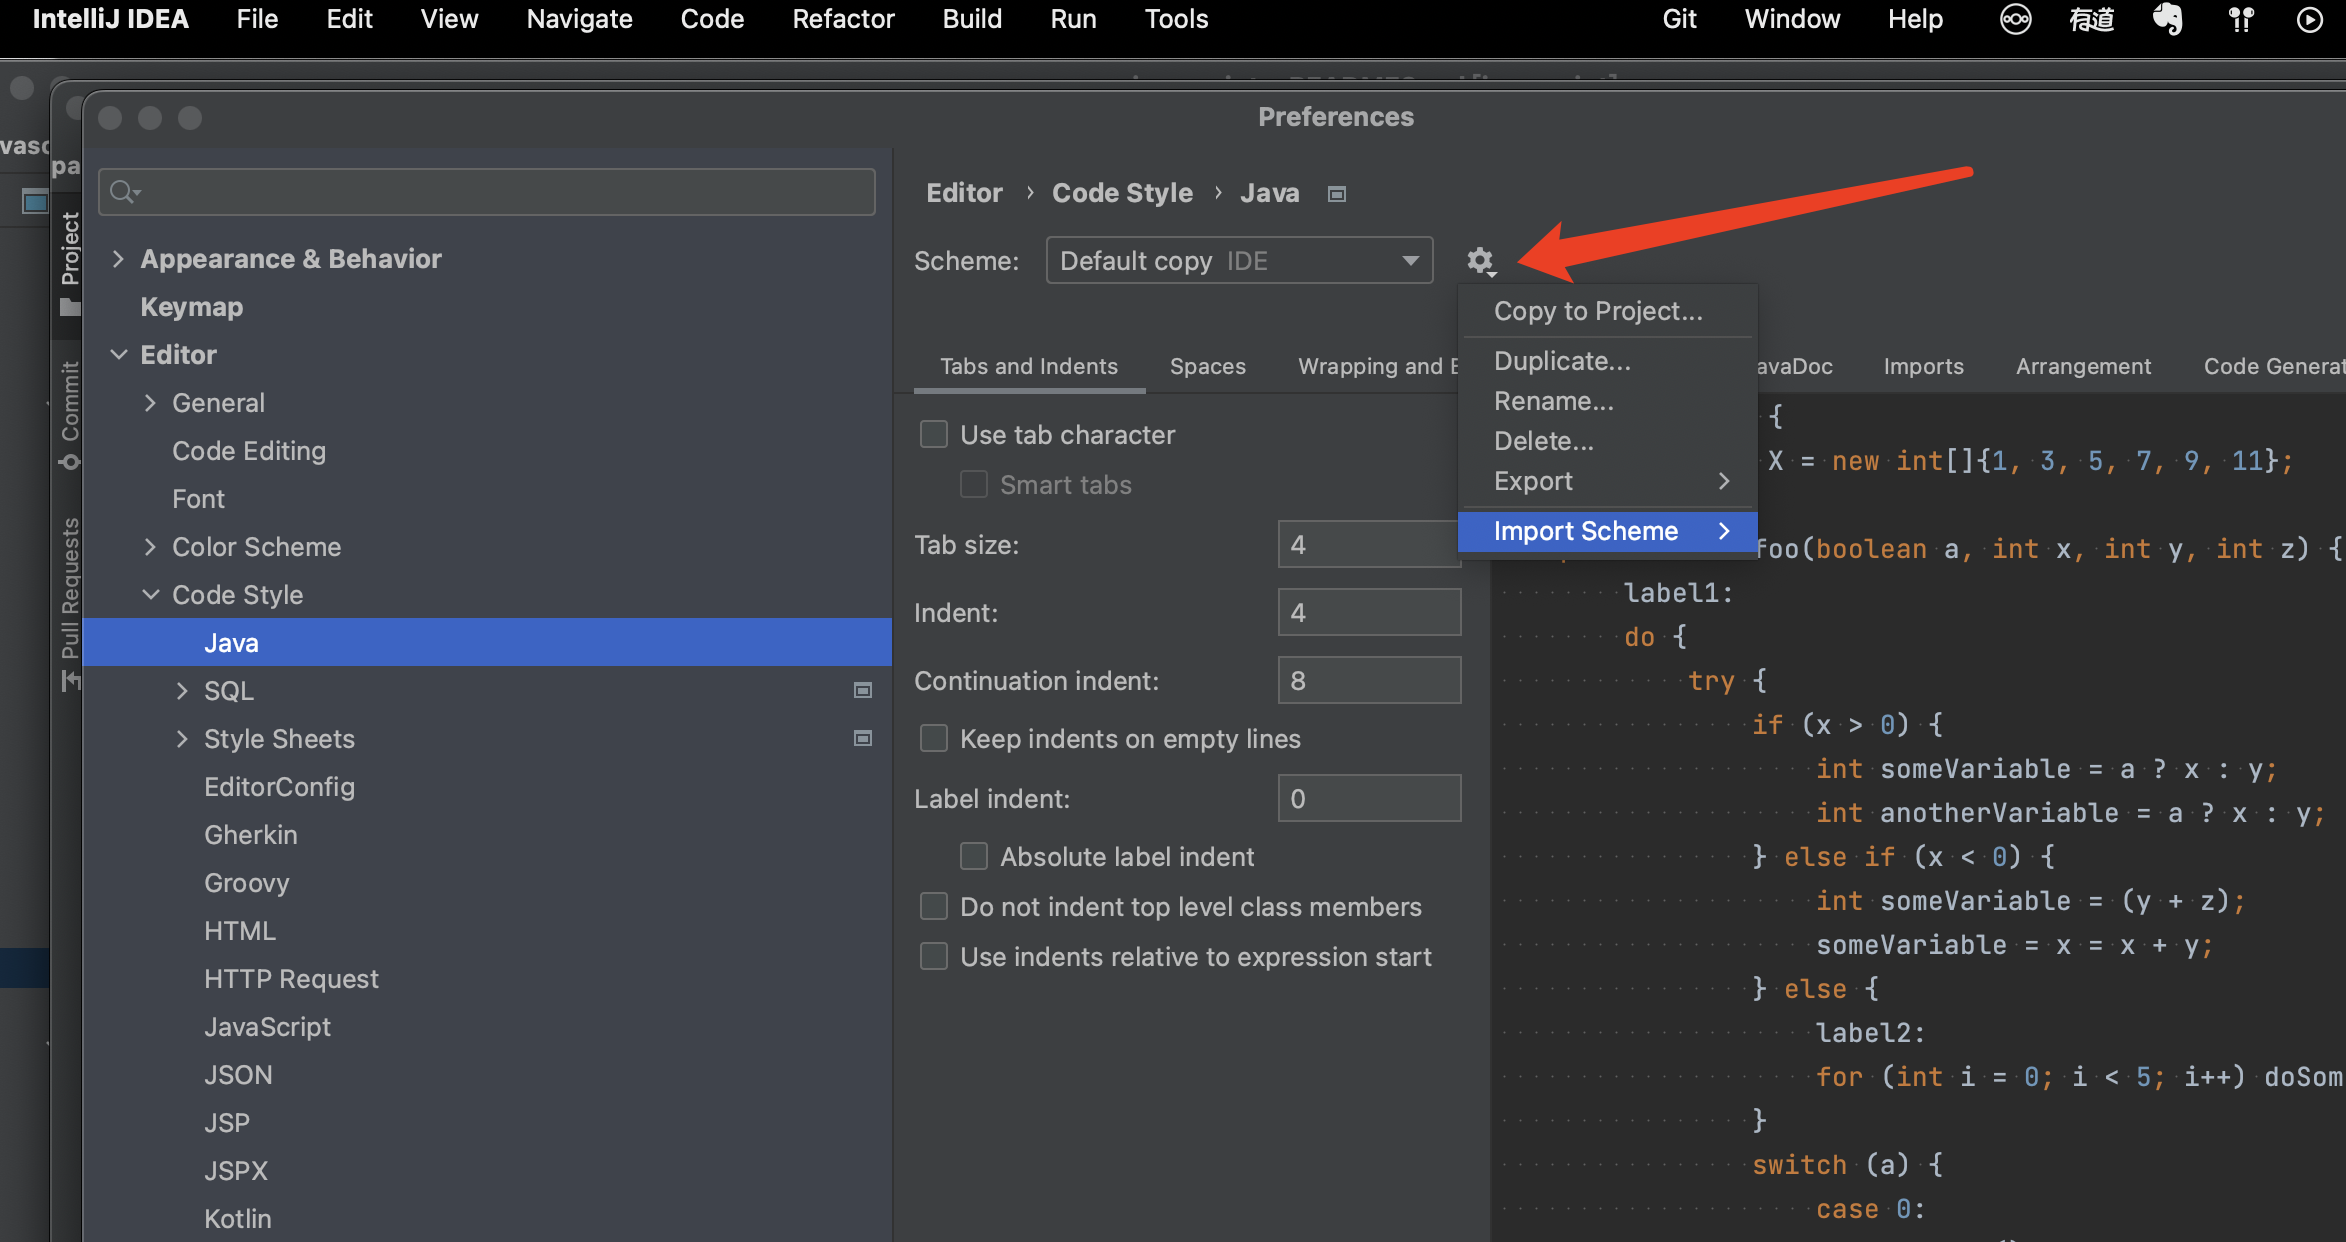 IntelliJ IDEA File Edit View Navigate Code Refactor Build Run Tools Git Window Help 有道
Preferences
Project
Commit
Pull Requests
Appearance & Behavior
Keymap
Editor
General
Code Editing
Font
Color Scheme
Code Style
Java
SQL
Style Sheets
EditorConfig
Gherkin
Groovy
HTML
HTTP Request
JavaScript
JSON
JSP
JSPX
Kotlin
Editor › Code Style › Java
Scheme: Default copy IDE
Copy to Project...
Duplicate...
Rename...
Delete...
Export
Import Scheme
Tabs and Indents Spaces Wrapping and B avaDoc Imports Arrangement Code Generat
Use tab character
Smart tabs
Tab size: 4
Indent: 4
Continuation indent: 8
Keep indents on empty lines
Label indent: 0
Absolute label indent
Do not indent top level class members
Use indents relative to expression start
{
X = new int[]{1, 3, 5, 7, 9, 11};
foo(boolean a, int x, int y, int z) {
label1:
do {
try {
if (x > 0) {
int someVariable = a ? x : y;
int anotherVariable = a ? x : y;
} else if (x < 0) {
int someVariable = (y + z);
someVariable = x = x + y;
} else {
label2:
for (int i = 0; i < 5; i++) doSom
}
switch (a) {
case 0: